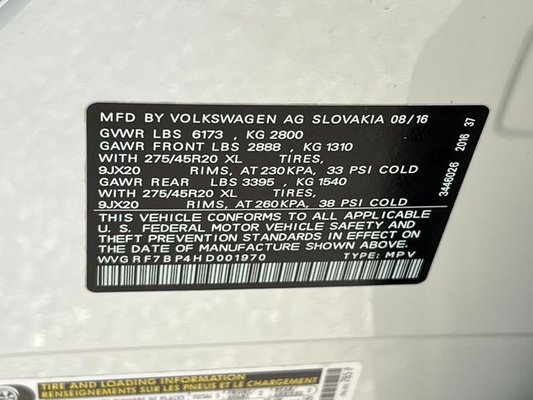 MFD BY VOLKSWAGEN AG SLOVAKIA 08/16
GVWR LBS 6173 , KG 2800
GAWR FRONT LBS 2888 , KG 1310
WITH 275/45R20 XL TIRES,
9JX20 RIMS, AT 230KPA, 33 PSI COLD
GAWR REAR LBS 3395 , KG 1540
WITH 275/45R20 XL TIRES,
9JX20 RIMS, AT 260KPA, 38 PSI COLD
THIS VEHICLE CONFORMS TO ALL APPLICABLE
U. S. FEDERAL MOTOR VEHICLE SAFETY AND
THEFT PREVENTION STANDARDS IN EFFECT ON
THE DATE OF MANUFACTURE SHOWN ABOVE.
WVGRF7BP4HD001970 TYPE: MPV
3446026 2016 37
TIRE AND LOADING INFORMATION
RENSEIGNEMENTS SUR LES PNEUS ET LE CHARGEMENT